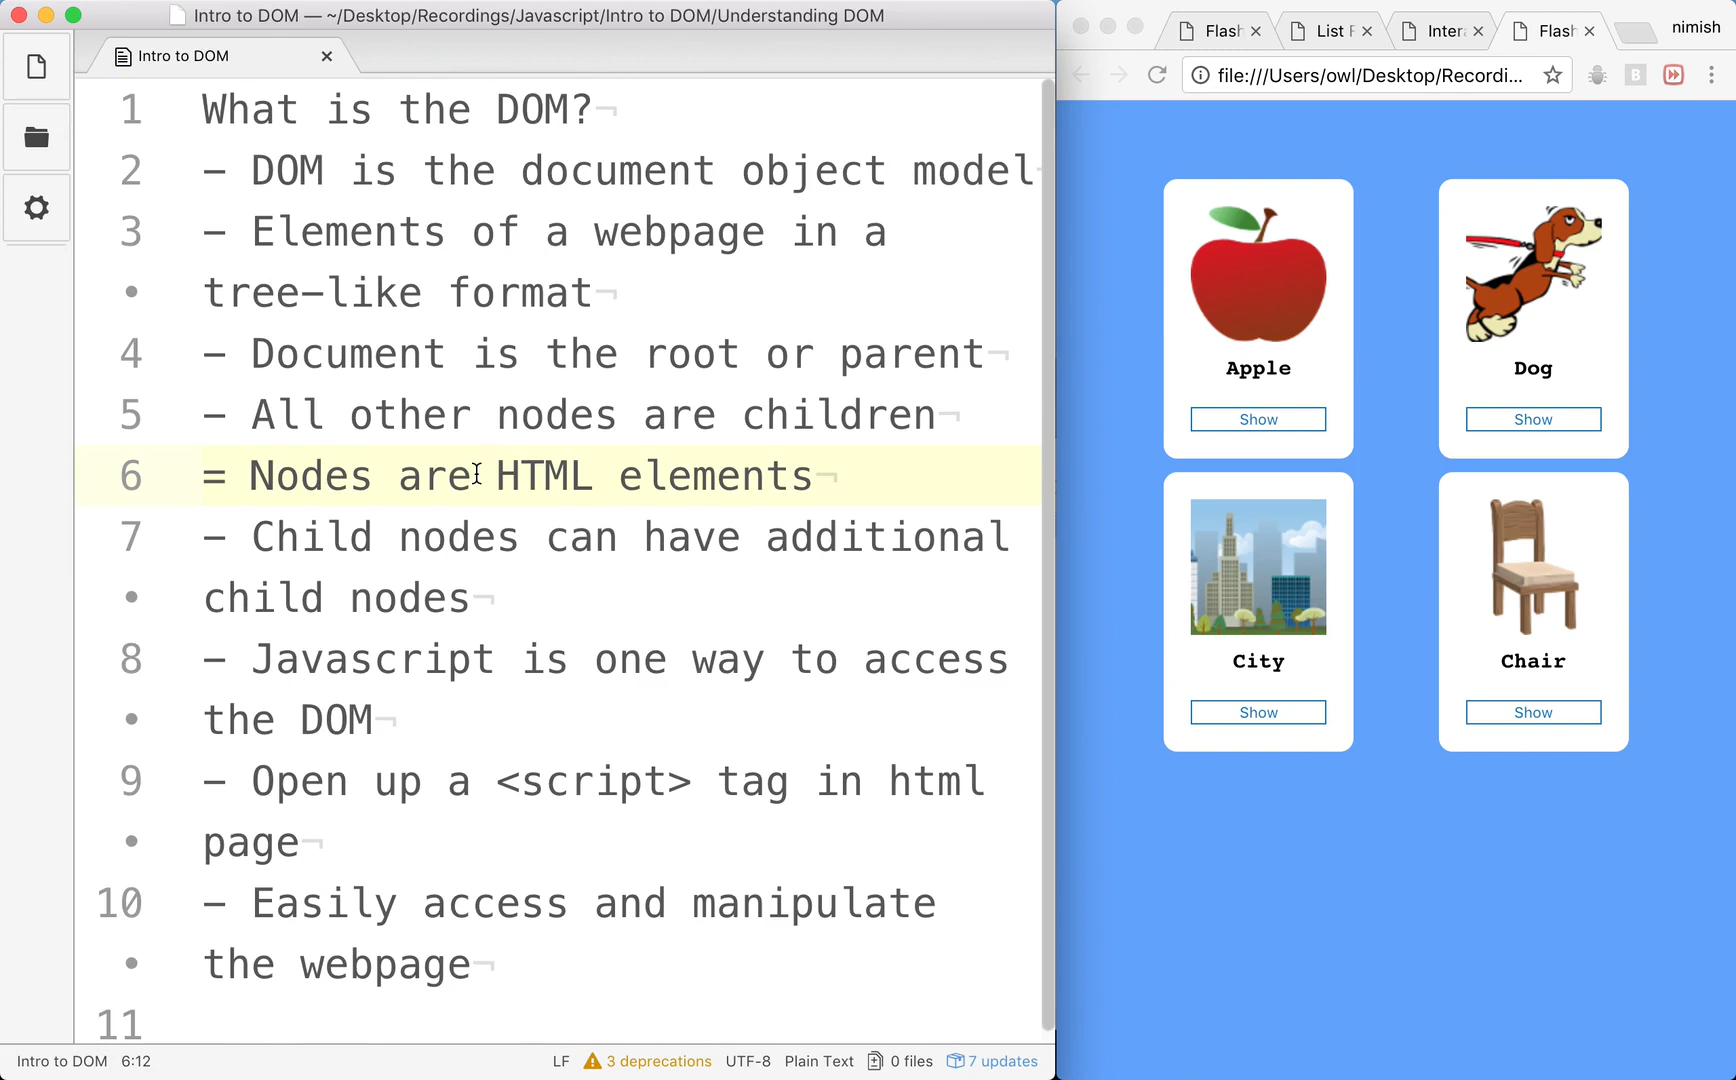 Intro to DOM — ~/Desktop/Recordings/Javascript/Intro to DOM/Understanding DOM
Intro to DOM
1 What is the DOM?¬
2 – DOM is the document object model¬
3 – Elements of a webpage in a
• tree–like format¬
4 – Document is the root or parent¬
5 – All other nodes are children¬
6 = Nodes are HTML elements¬
7 – Child nodes can have additional
• child nodes¬
8 – Javascript is one way to access
• the DOM¬
9 – Open up a <script> tag in html
• page¬
10 – Easily access and manipulate
• the webpage¬
11
Intro to DOM 6:12 LF 3 deprecations UTF-8 Plain Text 0 files 7 updates
Flash List F Intera Flash nimish
file:///Users/owl/Desktop/Recordi... B
Apple Dog
Show Show
City Chair
Show Show